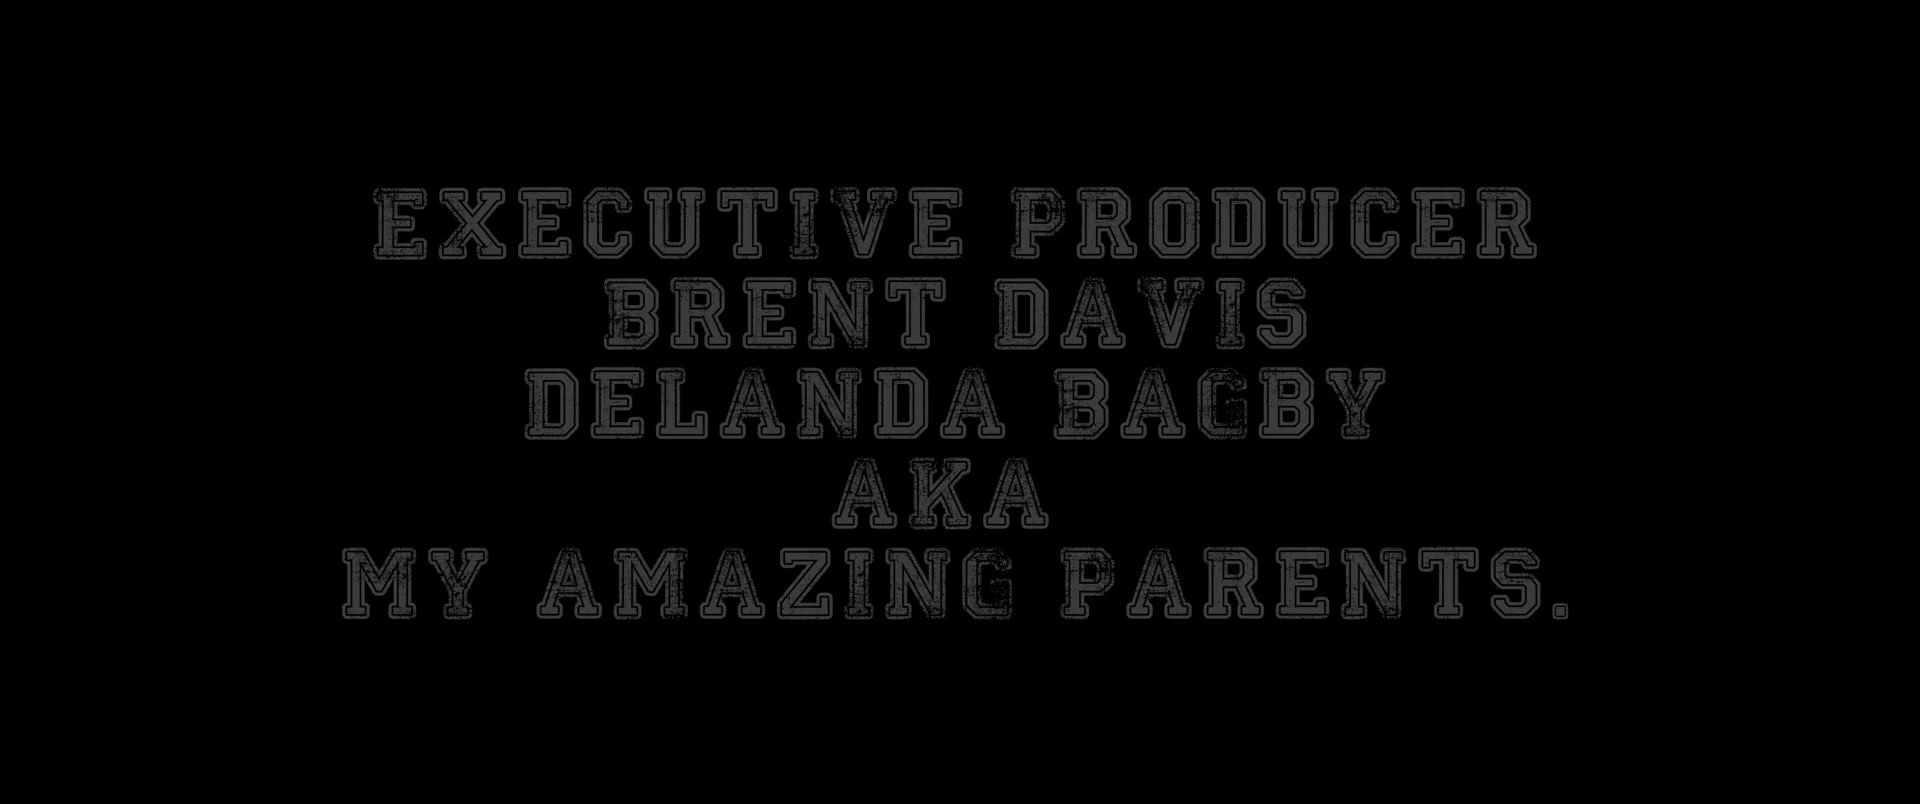 EXECUTIVE PRODUCER
BRENT DAVIS
DELANDA BAGBY
AKA
MY AMAZING PARENTS.